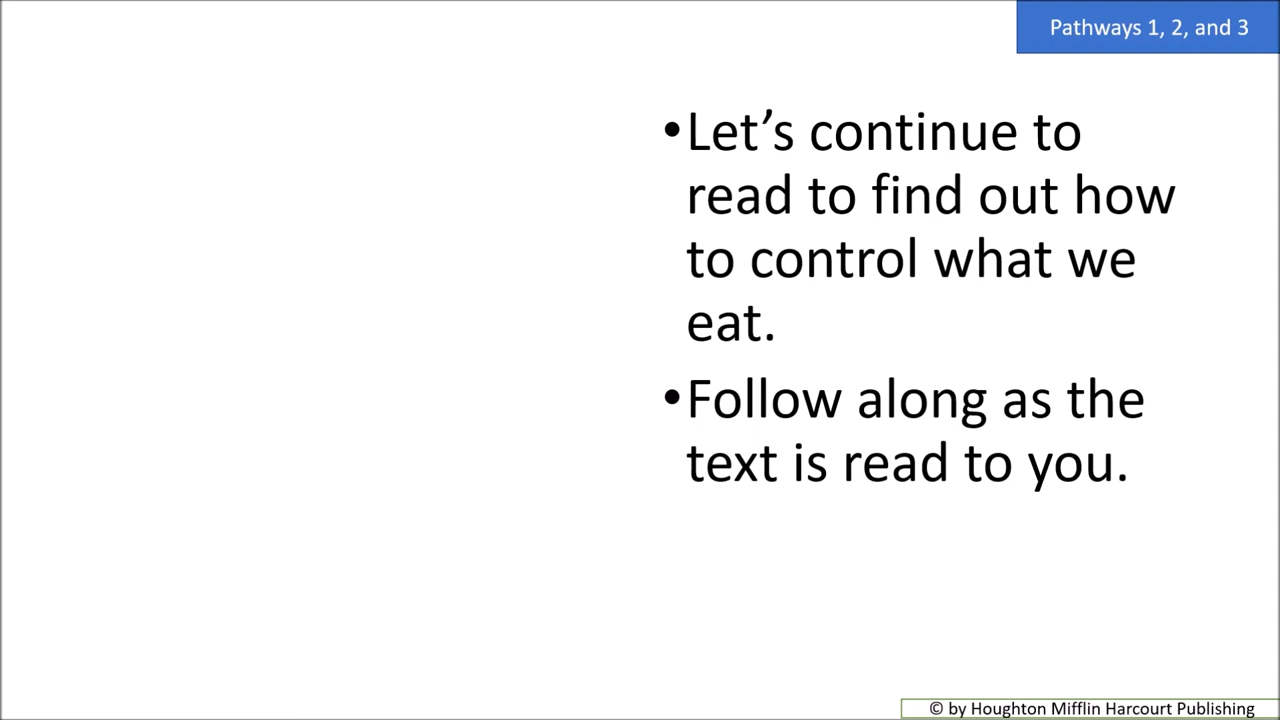 Pathways 1, 2, and 3
•Let’s continue to
read to find out how
to control what we
eat.
•Follow along as the
text is read to you.
© by Houghton Mifflin Harcourt Publishing